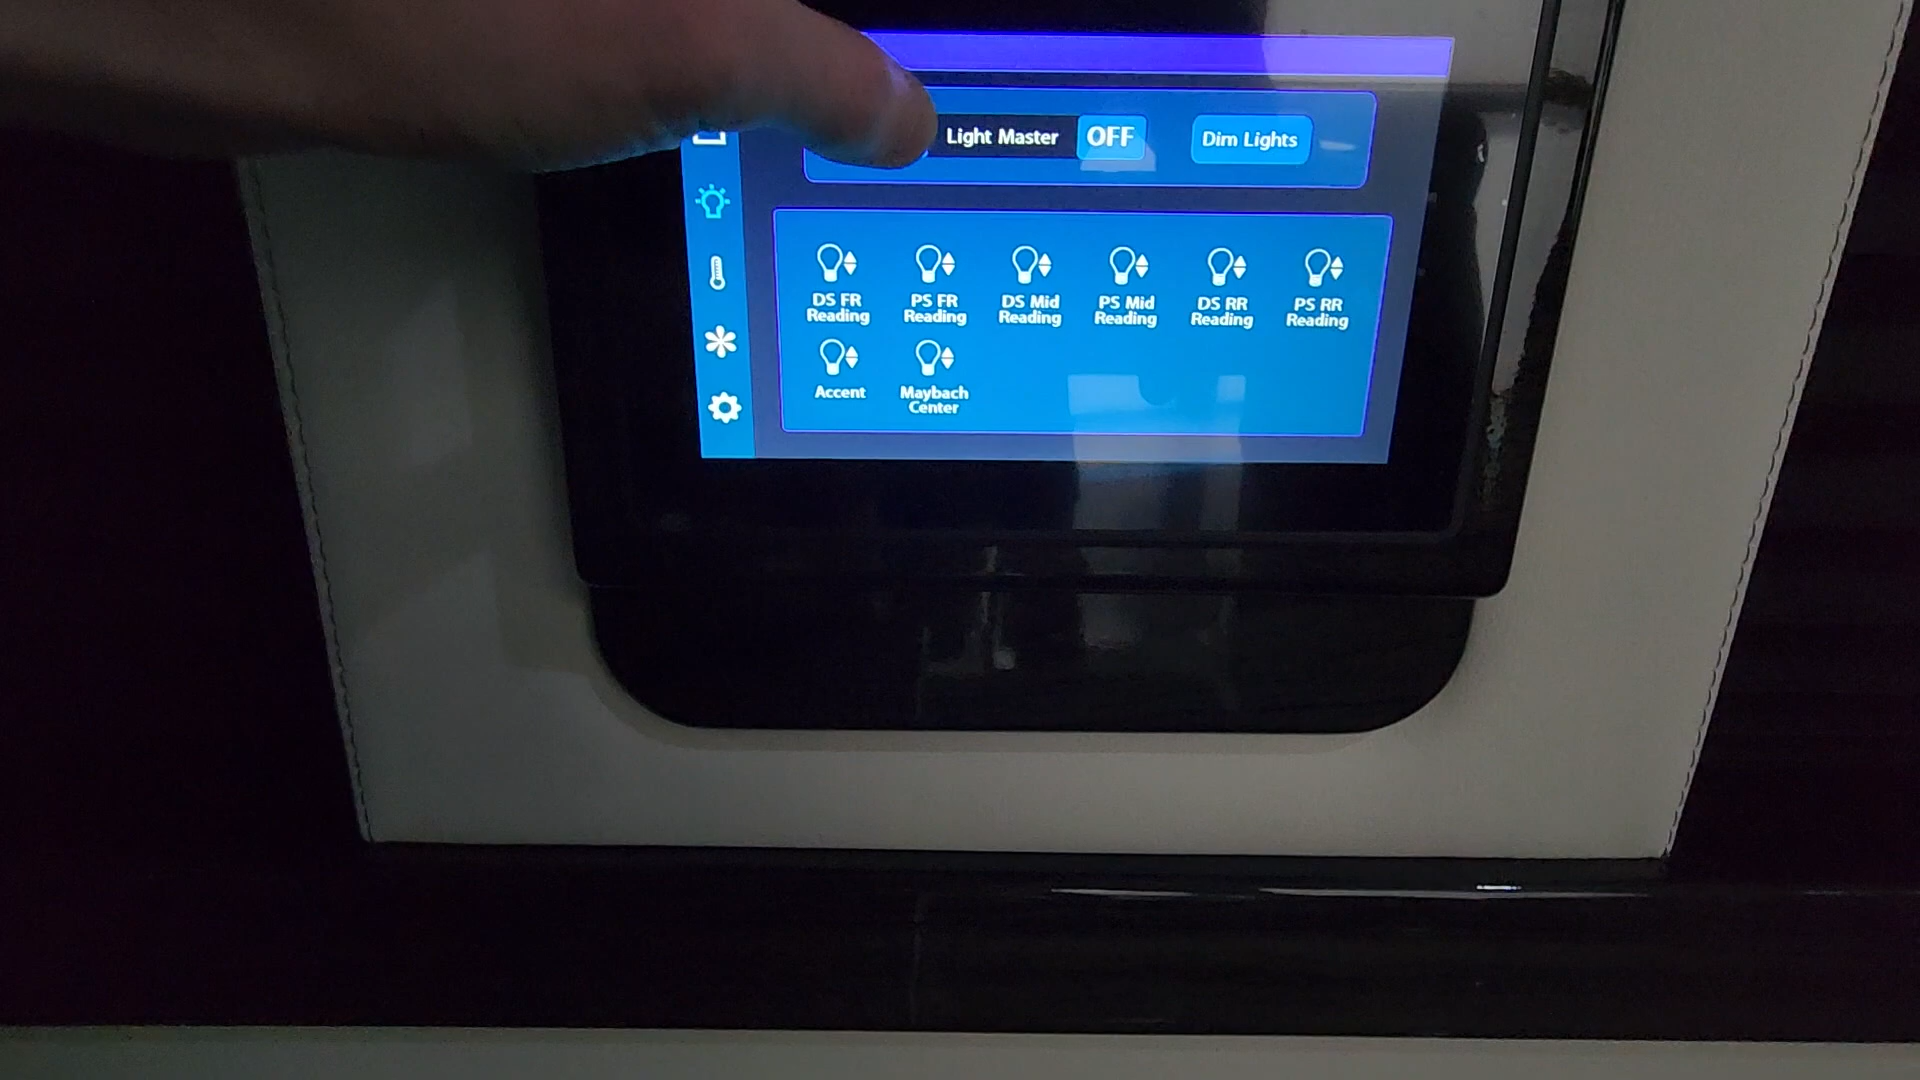 Light Master OFF Dim Lights
DS FR
Reading
PS FR
Reading
DS Mid
Reading
PS Mid
Reading
DS RR
Reading
PS RR
Reading
Accent
Maybach
Center